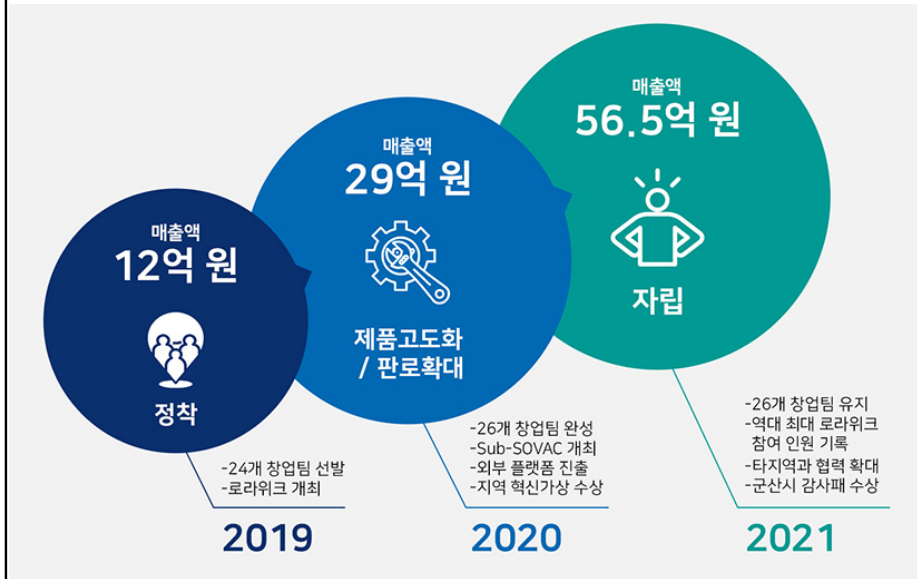 매출액
12억 원
정착
-24개 창업팀 선발
-로라위크 개최
2019
매출액
29억 원
제품고도화
/ 판로확대
-26개 창업팀 완성
-Sub-SOVAC 개최
-외부 플랫폼 진출
-지역 혁신가상 수상
2020
매출액
56.5억 원
자립
-26개 창업팀 유지
-역대 최대 로라위크
참여 인원 기록
-타지역과 협력 확대
-군산시 감사패 수상
2021